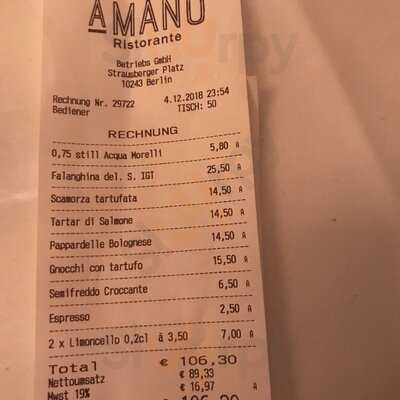 AMANO
Ristorante
Betriebs GmbH
Strausberger Platz
10243 Berlin
Rechnung Nr. 29722 4.12.2018 23:54
Bediener TISCH: 50
RECHNUNG
0,75 still Acqua Morelli 5,80 A
Falanghina del. S. IGT 25,50 A
Scamorza tartufata 14,50 A
Tartar di Salmone 14,50 A
Pappardelle Bolognese 14,50 A
Gnocchi con tartufo 15,50 A
Semifreddo Croccante 6,50 A
Espresso 2,50 A
2 x Limoncello 0,2cl à 3,50 7,00 A
Total € 106,30
Nettoumsatz € 89,33
Mwst 19% € 16,97 A
106,30